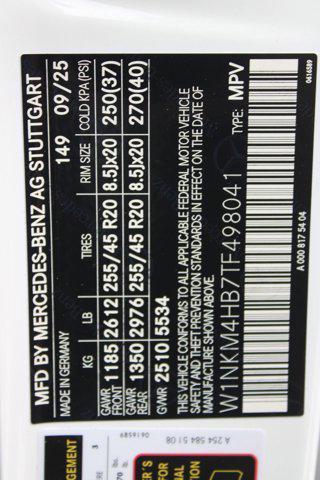 MFD BY MERCEDES-BENZ AG STUTTGART
MADE IN GERMANY 149 09/25
KG LB TIRES RIM SIZE COLD KPA(PSI)
GAWR FRONT 1185 2612 255/45 R20 8.5Jx20 250(37)
GAWR REAR 1350 2976 255/45 R20 8.5Jx20 270(40)
GVWR 2510 5534
THIS VEHICLE CONFORMS TO ALL APPLICABLE FEDERAL MOTOR VEHICLE
SAFETY AND THEFT PREVENTION STANDARDS IN EFFECT ON THE DATE OF
MANUFACTURE SHOWN ABOVE.
W1NKM4HB7TF498041 TYPE: MPV
A 000 817 54 04
0616589
0616589
A 254 584 51 08